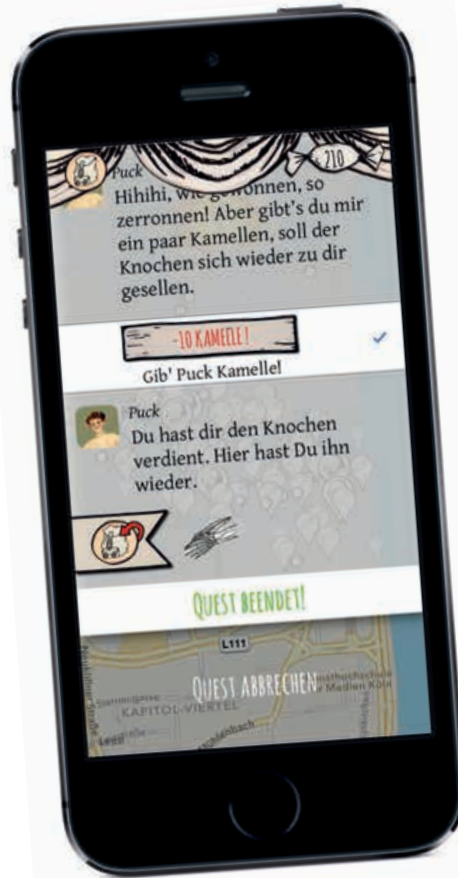 Puck
210
Hihihi, wie gewonnen, so
zerronnen! Aber gibt's du mir
ein paar Kamellen, soll der
Knochen sich wieder zu dir
gesellen.
-10 KAMELLE!
Gib' Puck Kamelle!
Puck
Du hast dir den Knochen
verdient. Hier hast Du ihn
wieder.
QUEST BEENDET!
L111
QUEST ABBRECHEN
Medien Köln
KAPITOL-VIERTEL